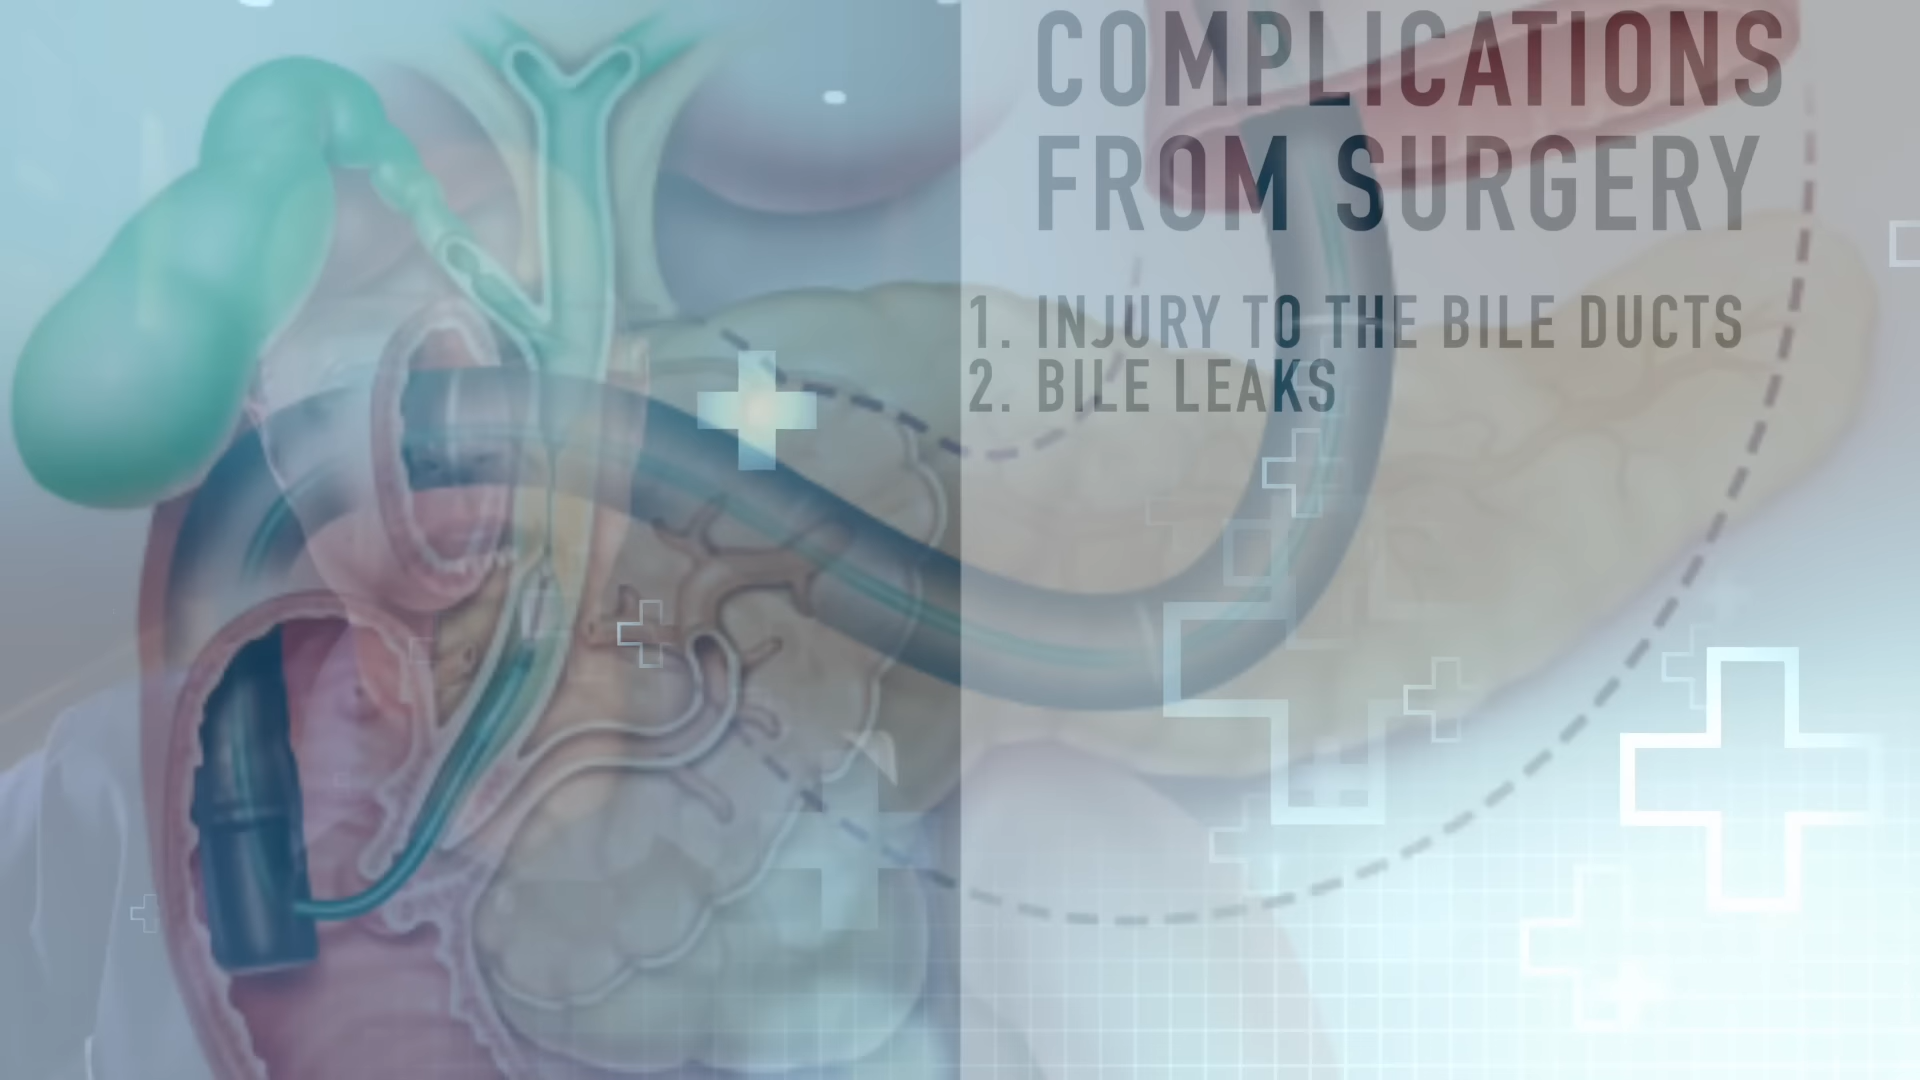 COMPLICATIONS
FROM SURGERY
1. INJURY TO THE BILE DUCTS
2. BILE LEAKS